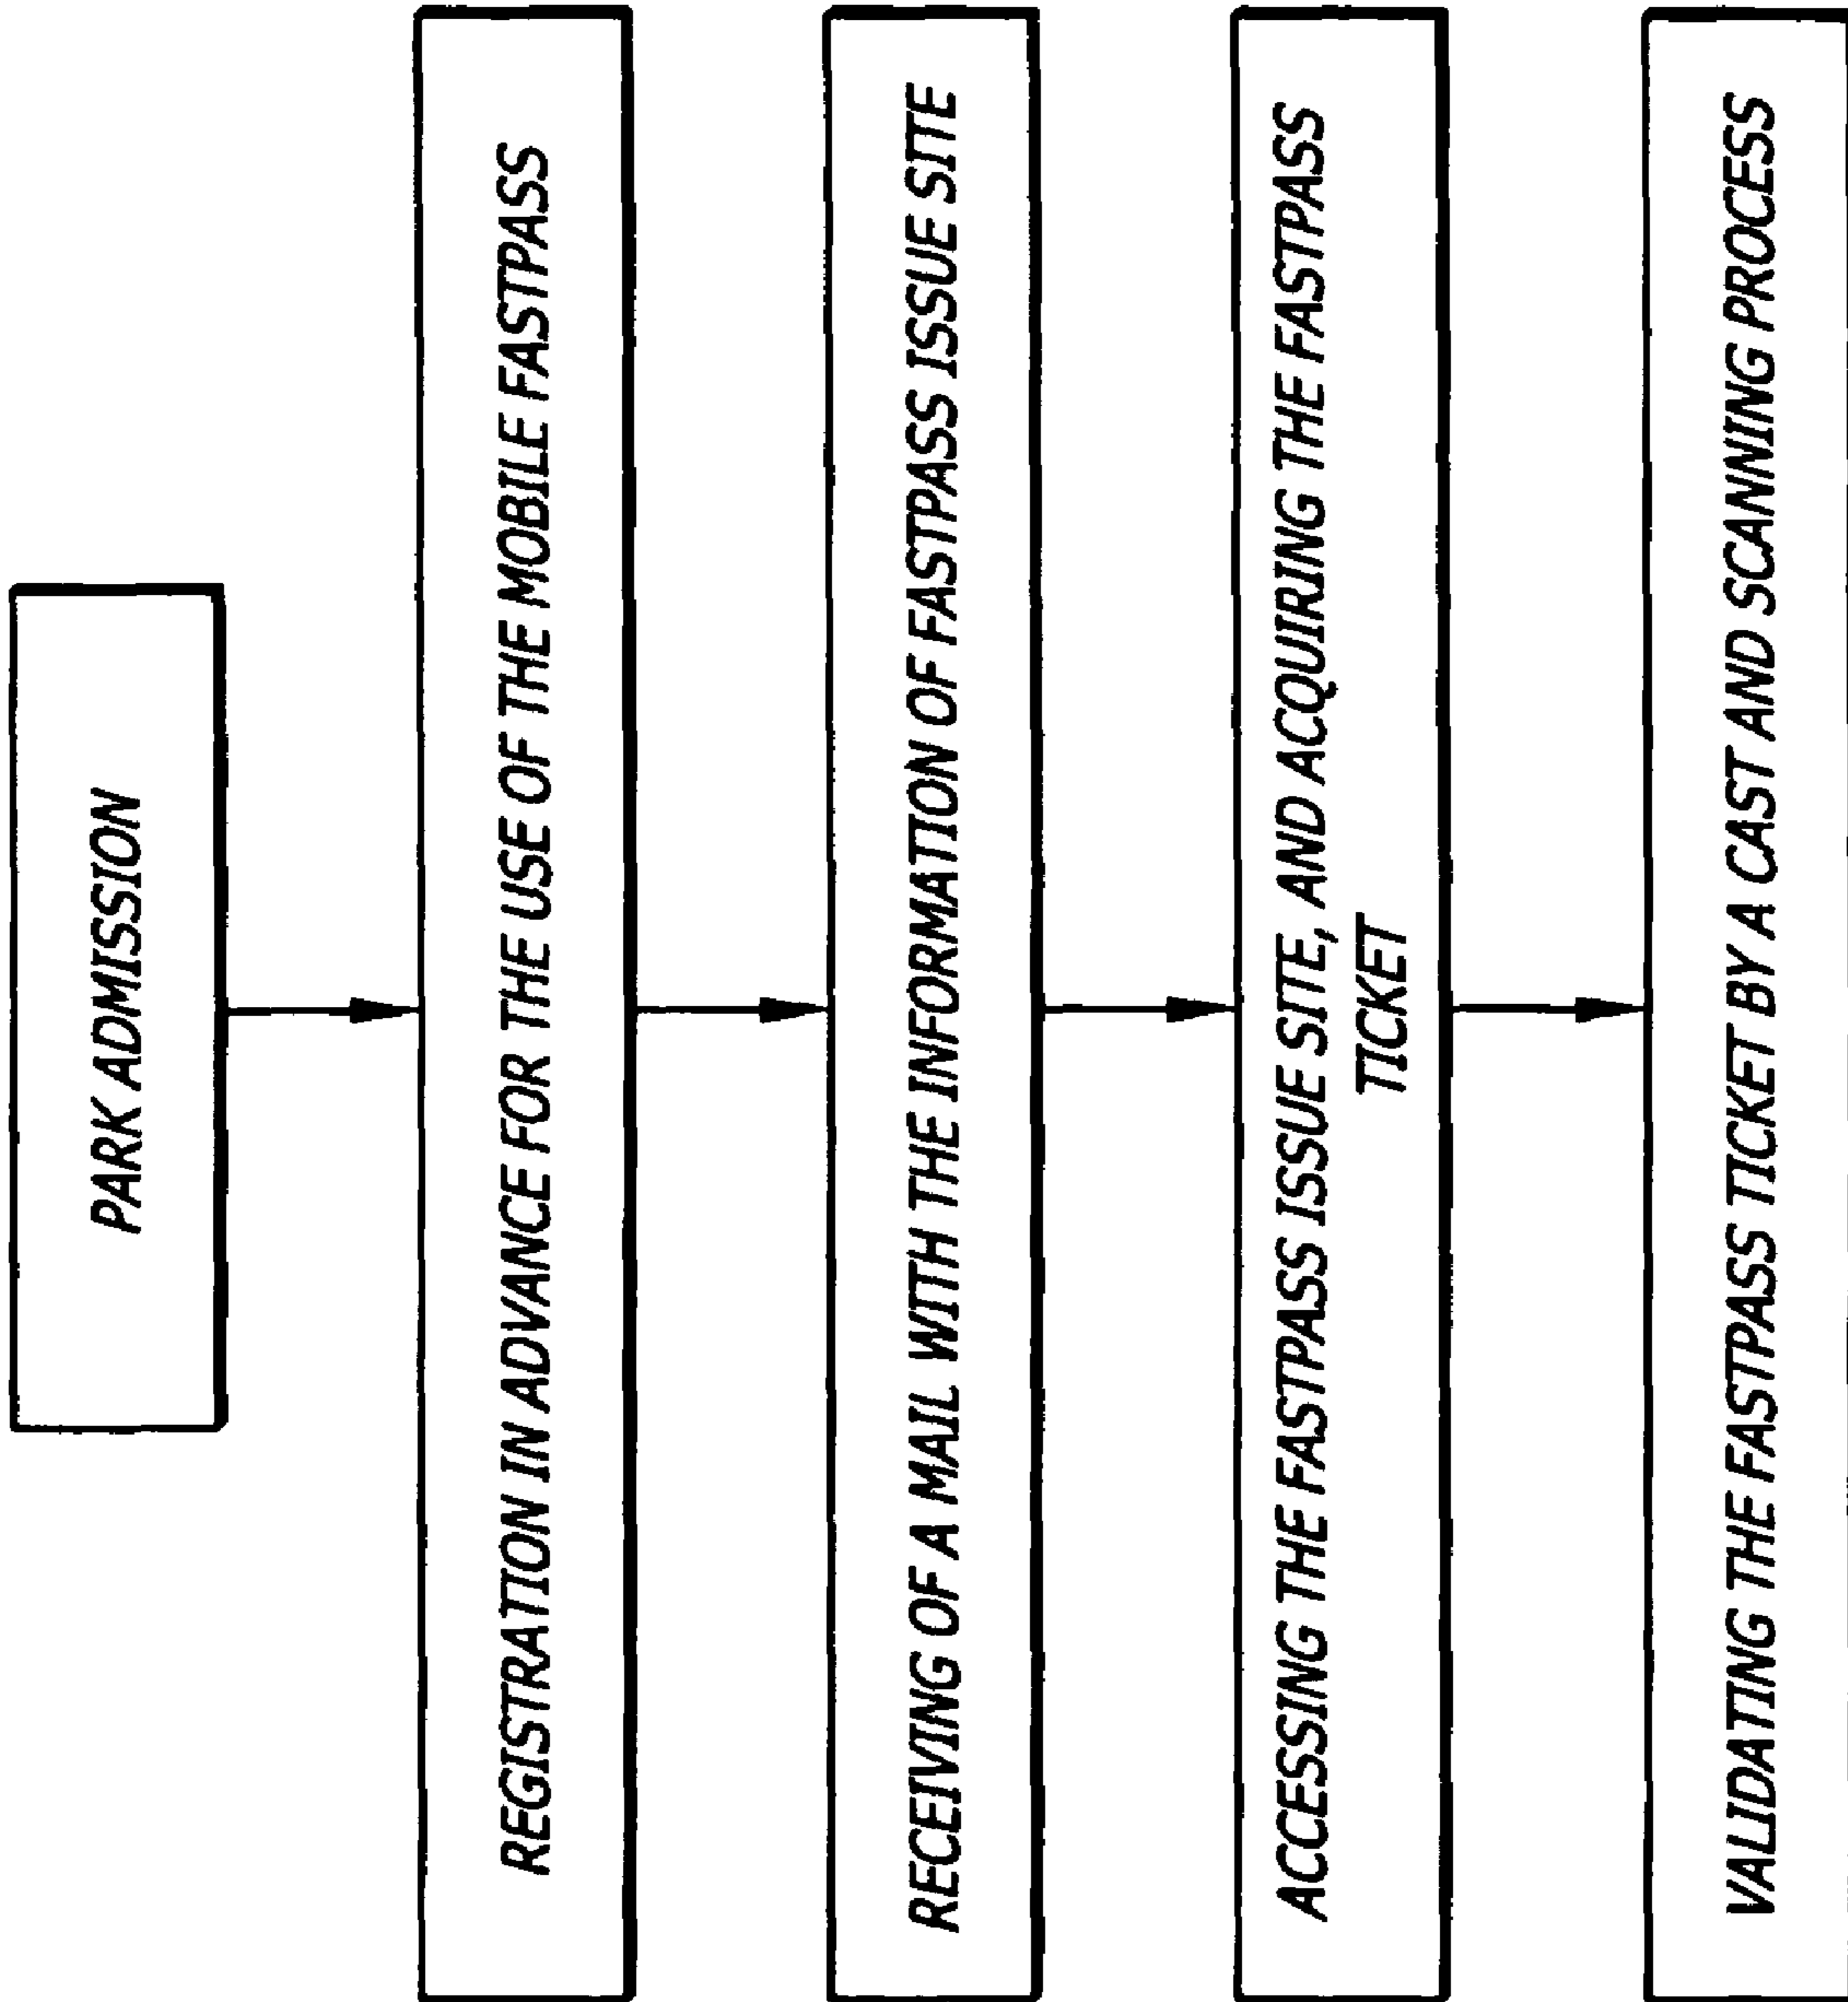 PARK ADMISSION
REGISTRATION IN ADVANCE FOR THE USE OF THE MOBILE FASTPASS
RECEIVING OF A MAIL WITH THE INFORMATION OF FASTPASS ISSUE SITE
ACCESSING THE FASTPASS ISSUE SITE, AND ACQUIRING THE FASTPASS
TICKET
VALIDATING THE FASTPASS TICKET BY A CAST AND SCANNING PROCESS